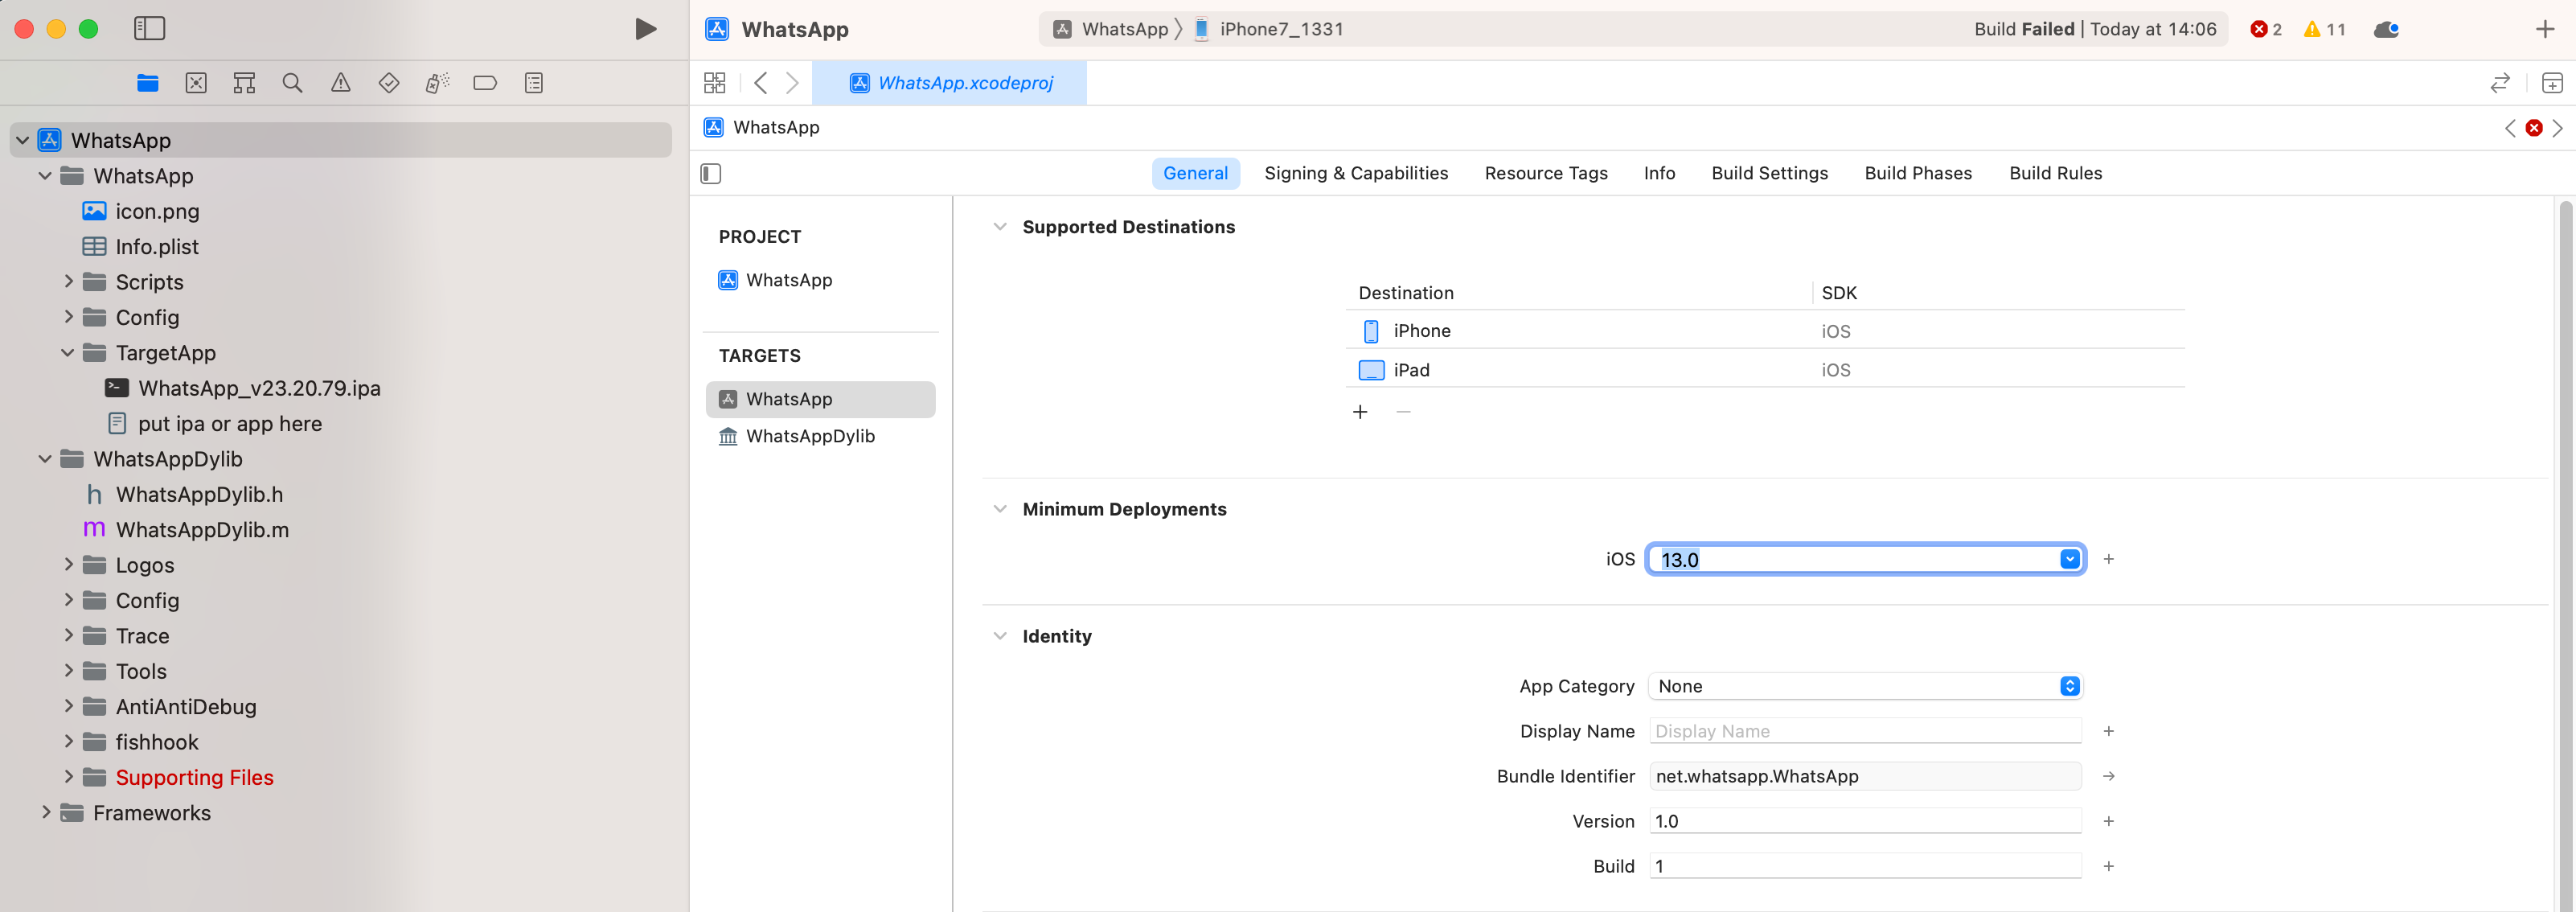 WhatsApp
WhatsApp
iPhone7_1331
Build Failed | Today at 14:06
2
11
WhatsApp.xcodeproj
WhatsApp
WhatsApp
WhatsApp
icon.png
Info.plist
Scripts
Config
TargetApp
WhatsApp_v23.20.79.ipa
put ipa or app here
WhatsAppDylib
h WhatsAppDylib.h
m WhatsAppDylib.m
Logos
Config
Trace
Tools
AntiAntiDebug
fishhook
Supporting Files
Frameworks
General
Signing & Capabilities
Resource Tags
Info
Build Settings
Build Phases
Build Rules
PROJECT
WhatsApp
TARGETS
WhatsApp
WhatsAppDylib
Supported Destinations
Destination
SDK
iPhone
iOS
iPad
iOS
Minimum Deployments
iOS
13.0
Identity
App Category
None
Display Name
Display Name
Bundle Identifier
net.whatsapp.WhatsApp
Version
1.0
Build
1